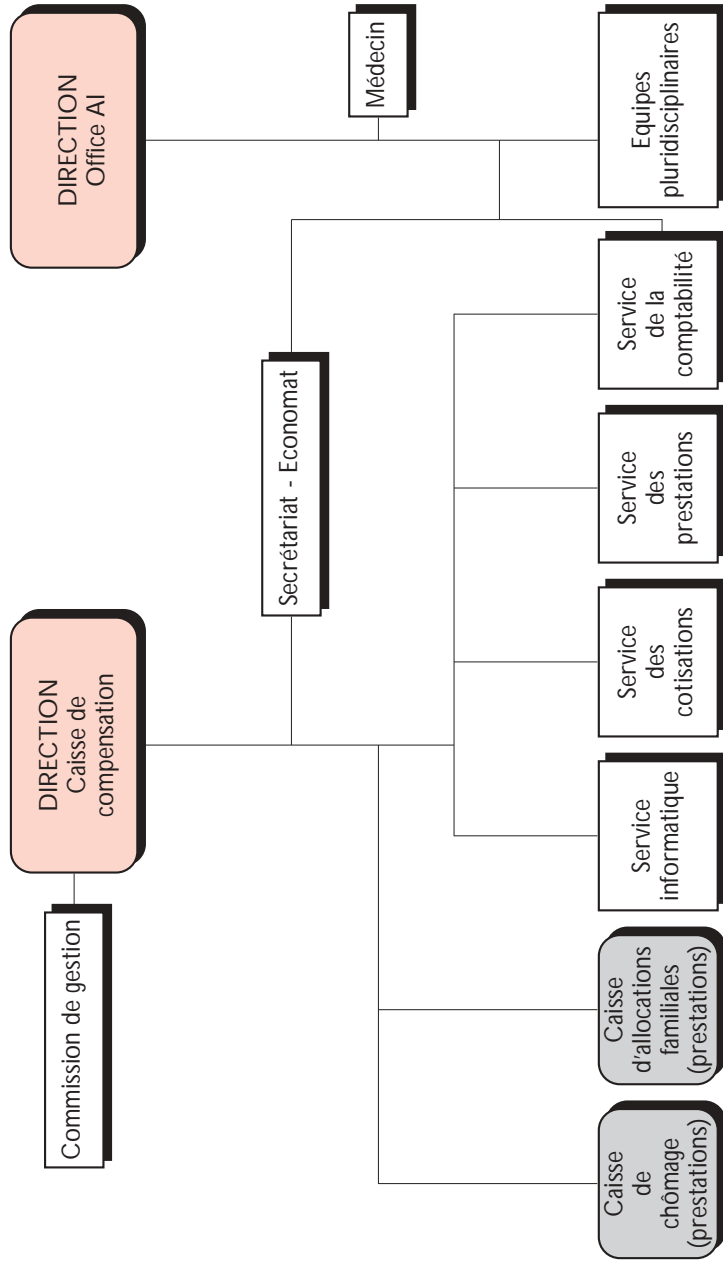 Commission de gestion
DIRECTION
Caisse de
compensation
DIRECTION
Office AI
Secrétariat - Economat
Médecin
Caisse
de
chômage
(prestations)
Caisse
d'allocations
familiales
(prestations)
Service
informatique
Service
des
cotisations
Service
des
prestations
Service
de la
comptabilité
Equipes
pluridisciplinaires